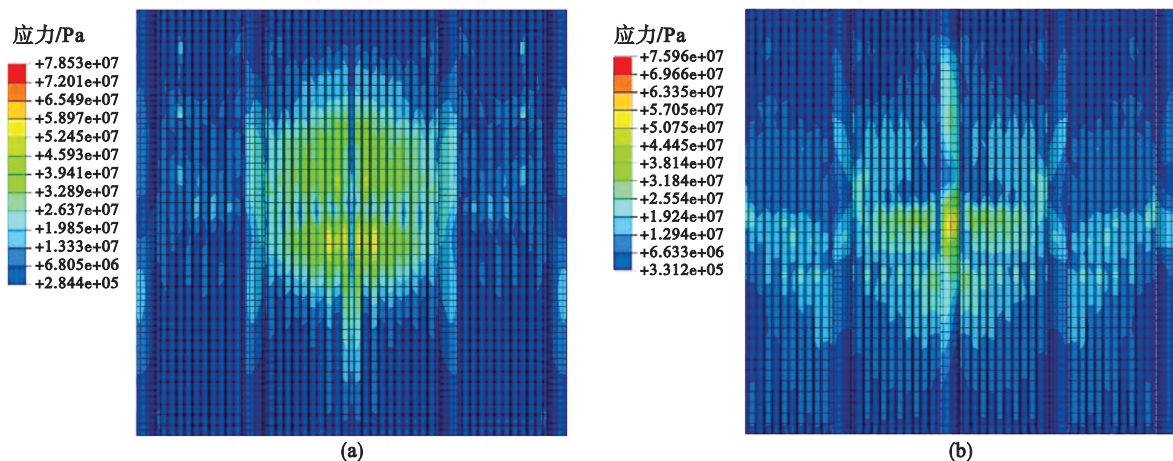 应力/Pa
+7.853e+07
+7.201e+07
+6.549e+07
+5.897e+07
+5.245e+07
+4.593e+07
+3.941e+07
+3.289e+07
+2.637e+07
+1.985e+07
+1.333e+07
+6.805e+06
+2.844e+05
(a)
应力/Pa
+7.596e+07
+6.966e+07
+6.335e+07
+5.705e+07
+5.075e+07
+4.445e+07
+3.814e+07
+3.184e+07
+2.554e+07
+1.924e+07
+1.294e+07
+6.633e+06
+3.312e+05
(b)